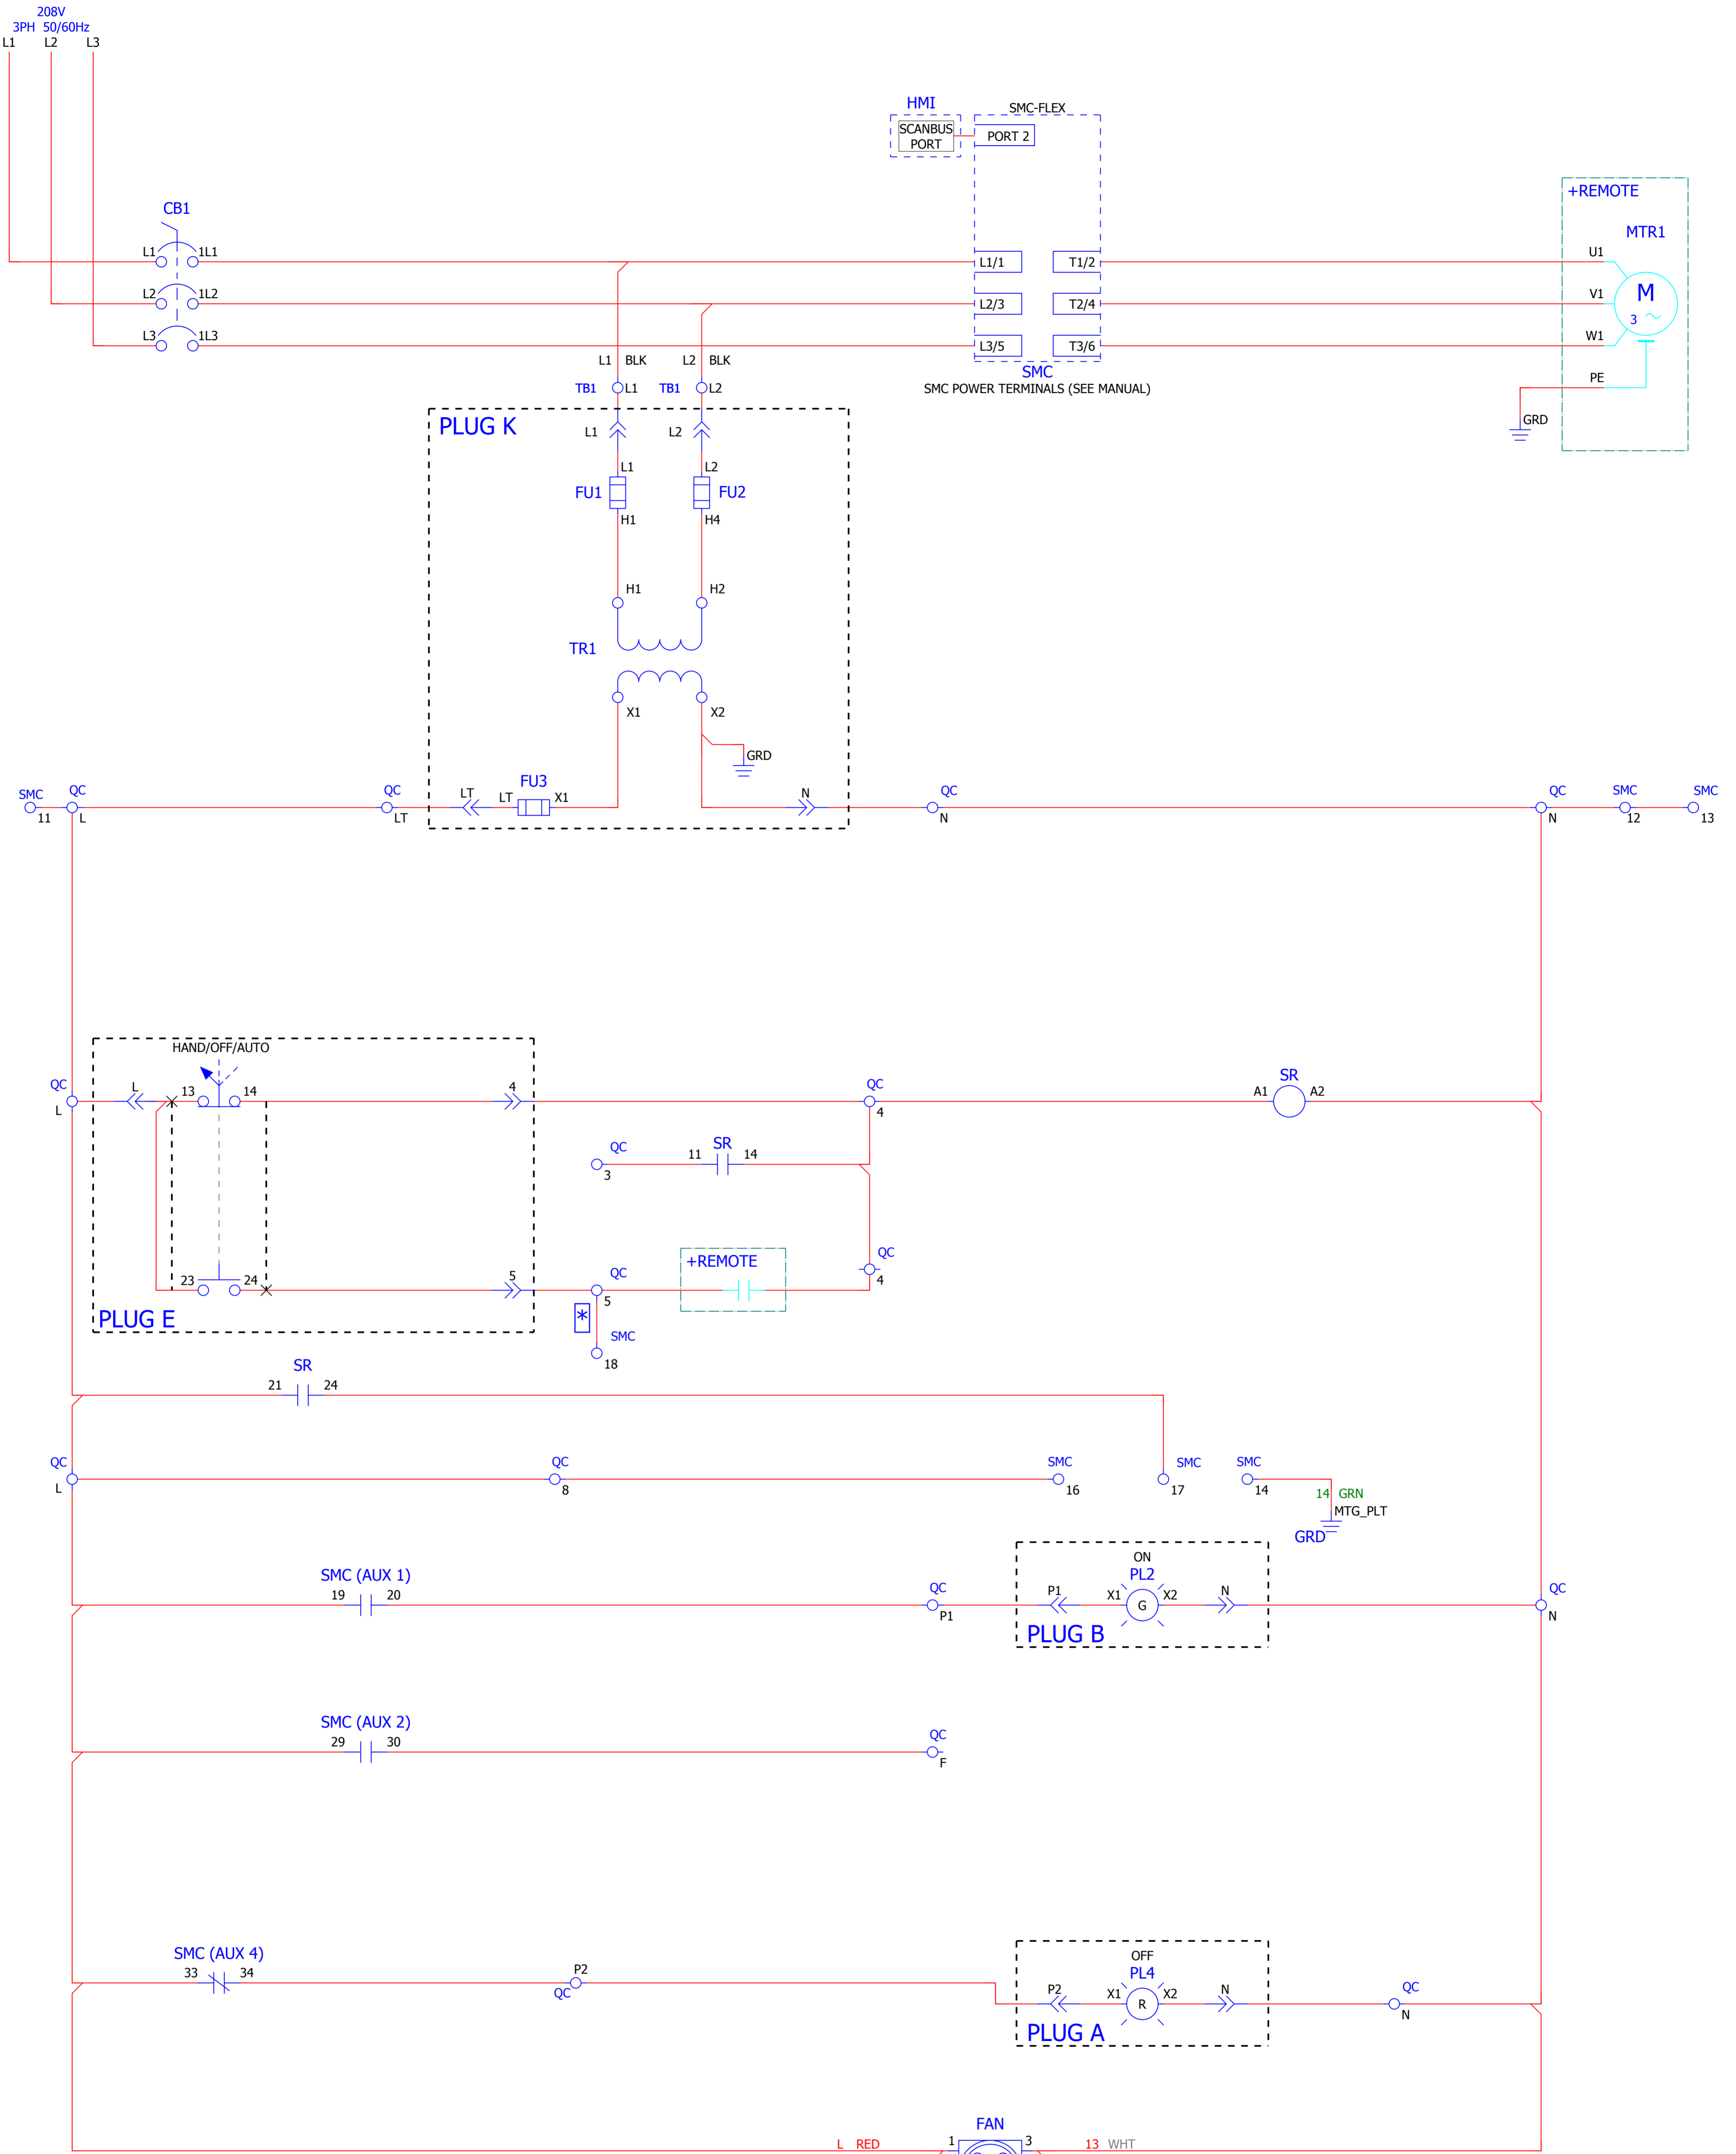 208V
3PH 50/60Hz
L1 L2 L3
HMI
SMC-FLEX
SCANBUS
PORT
PORT 2
+REMOTE
CB1
MTR1
L1 1L1
L1/1 T1/2
U1
L2 1L2
L2/3 T2/4
V1
M
3
L3 1L3
L3/5 T3/6
W1
L1 BLK L2 BLK
SMC
SMC POWER TERMINALS (SEE MANUAL)
PE
TB1 L1 TB1 L2
GRD
PLUG K
L1 L2
L1 L2
FU1 FU2
H1 H4
H1 H2
TR1
X1 X2
GRD
FU3
SMC QC QC LT LT X1 N QC QC SMC SMC
11 L LT N N 12 13
HAND/OFF/AUTO
QC L 13 14 4 QC SR
L 4 A1 A2
QC SR
3 11 14
+REMOTE
QC
4
23 24 5 QC
5
PLUG E
*
SMC
18
SR
21 24
QC QC SMC SMC SMC
L 8 16 17 14
14 GRN
MTG_PLT
GRD
ON
SMC (AUX 1) PL2
19 20 QC P1 X1 G X2 N QC
P1 N
PLUG B
SMC (AUX 2)
29 30 QC
F
OFF
SMC (AUX 4) PL4
33 34 P2
QC
P2 X1 R X2 N QC
N
PLUG A
FAN
L RED 1 3 13 WHT